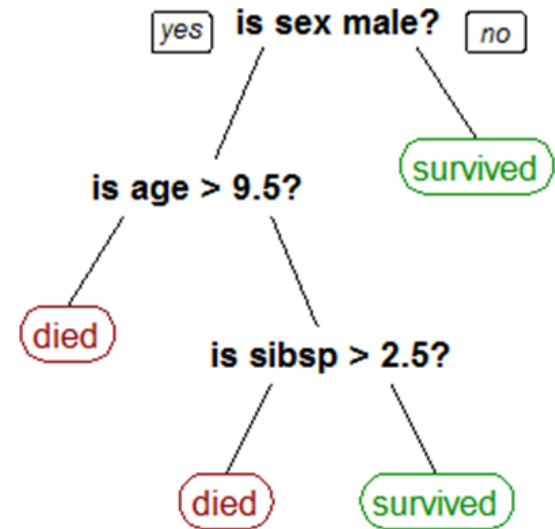 yes is sex male? no
survived
is age > 9.5?
died
is sibsp > 2.5?
died survived